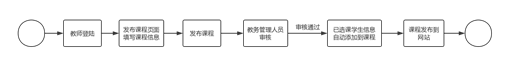 教师登陆
发布课程页面
填写课程信息
发布课程
教务管理人员
审核
审核通过
已选课学生信息
自动添加到课程
课程发布到
网站